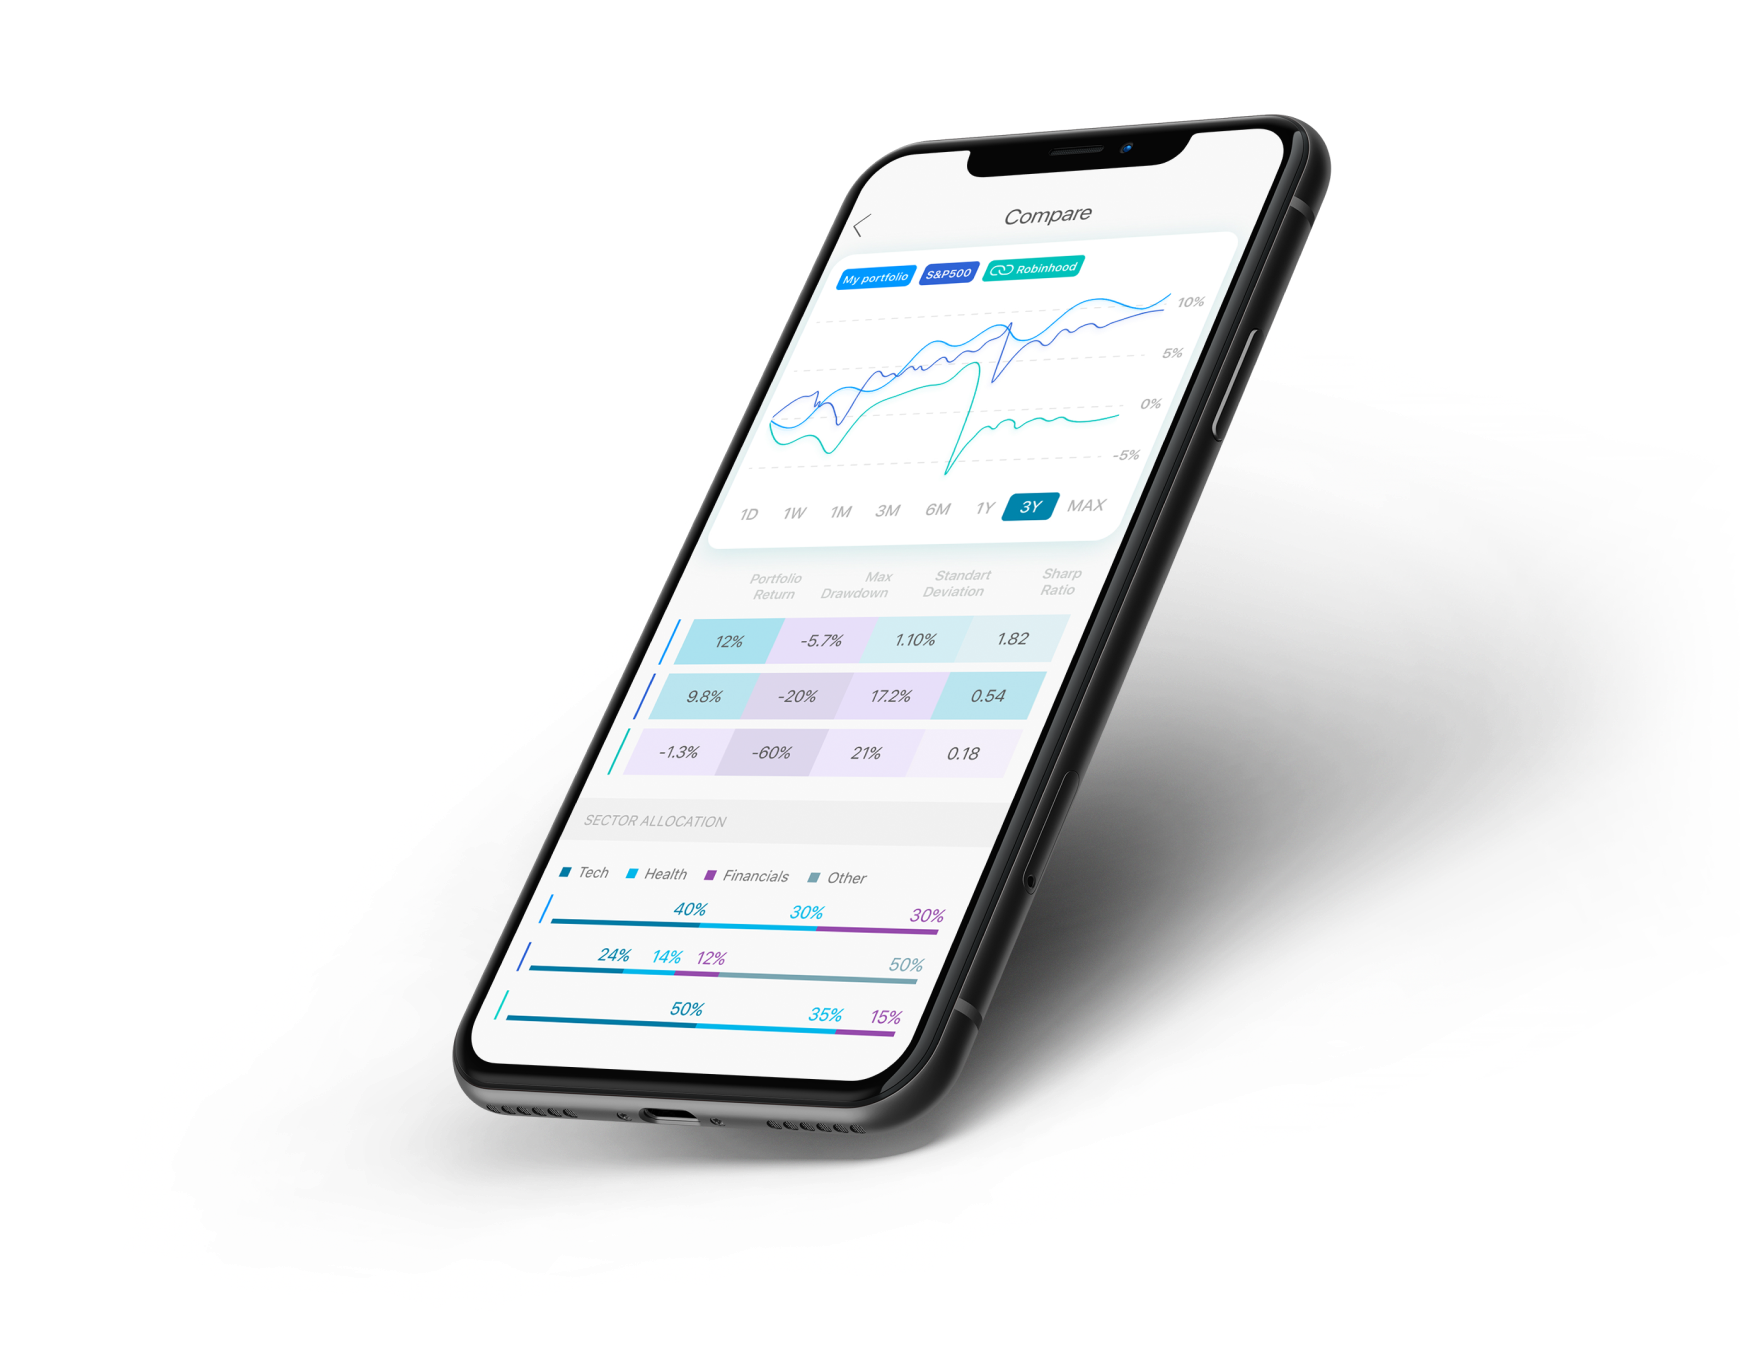 Compare
My portfolio S&P500 Robinhood
10%
5%
0%
-5%
1D 1W 1M 3M 6M 1Y 3Y MAX
Portfolio Max Standart Sharp
Return Drawdown Deviation Ratio
12% -5.7% 1.10% 1.82
9.8% -20% 17.2% 0.54
-1.3% -60% 21% 0.18
SECTOR ALLOCATION
Tech Health Financials Other
40% 30% 30%
24% 14% 12% 50%
50% 35% 15%